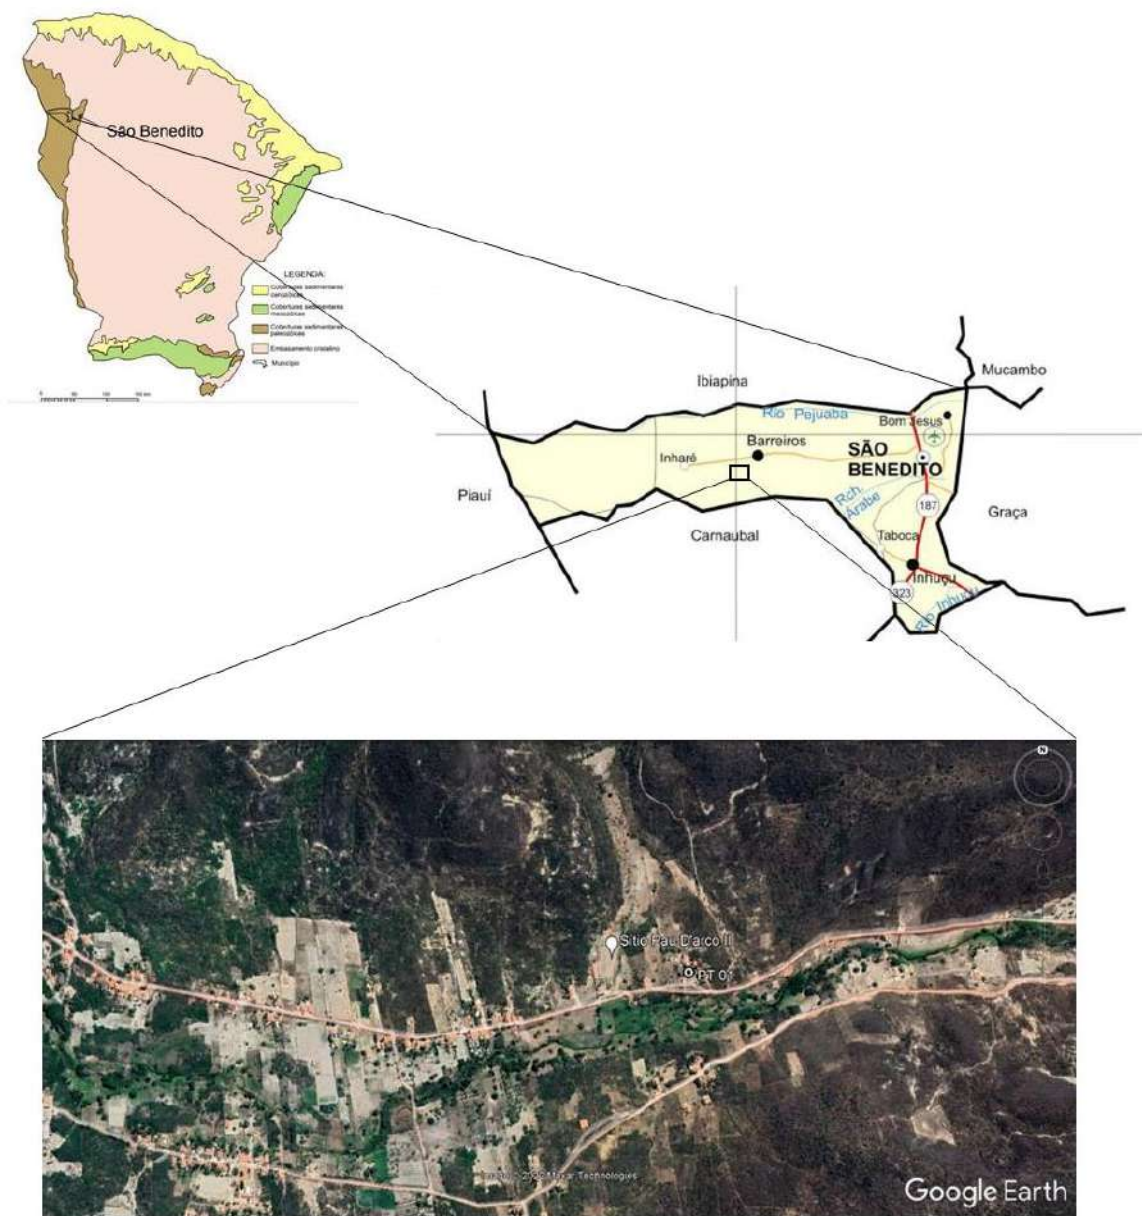 São Benedito
LEGENDA:
Coberturas sedimentares
cenozóicas
Coberturas sedimentares
mesozóicas
Coberturas sedimentares
paleozóicas
Embasamento cristalino
Município
Mucambo
Ibiapina
Rio Pejuaba
Bom Jesus
Barreiros
SÃO
BENEDITO
Inharé
Piauí
Rch.
Arabe
187
Graça
Carnaubal
Taboca
Inhuçu
323
Rio Inhuçu
N
Sitio Pau D'arco II
PT 01
Technologies
Google Earth